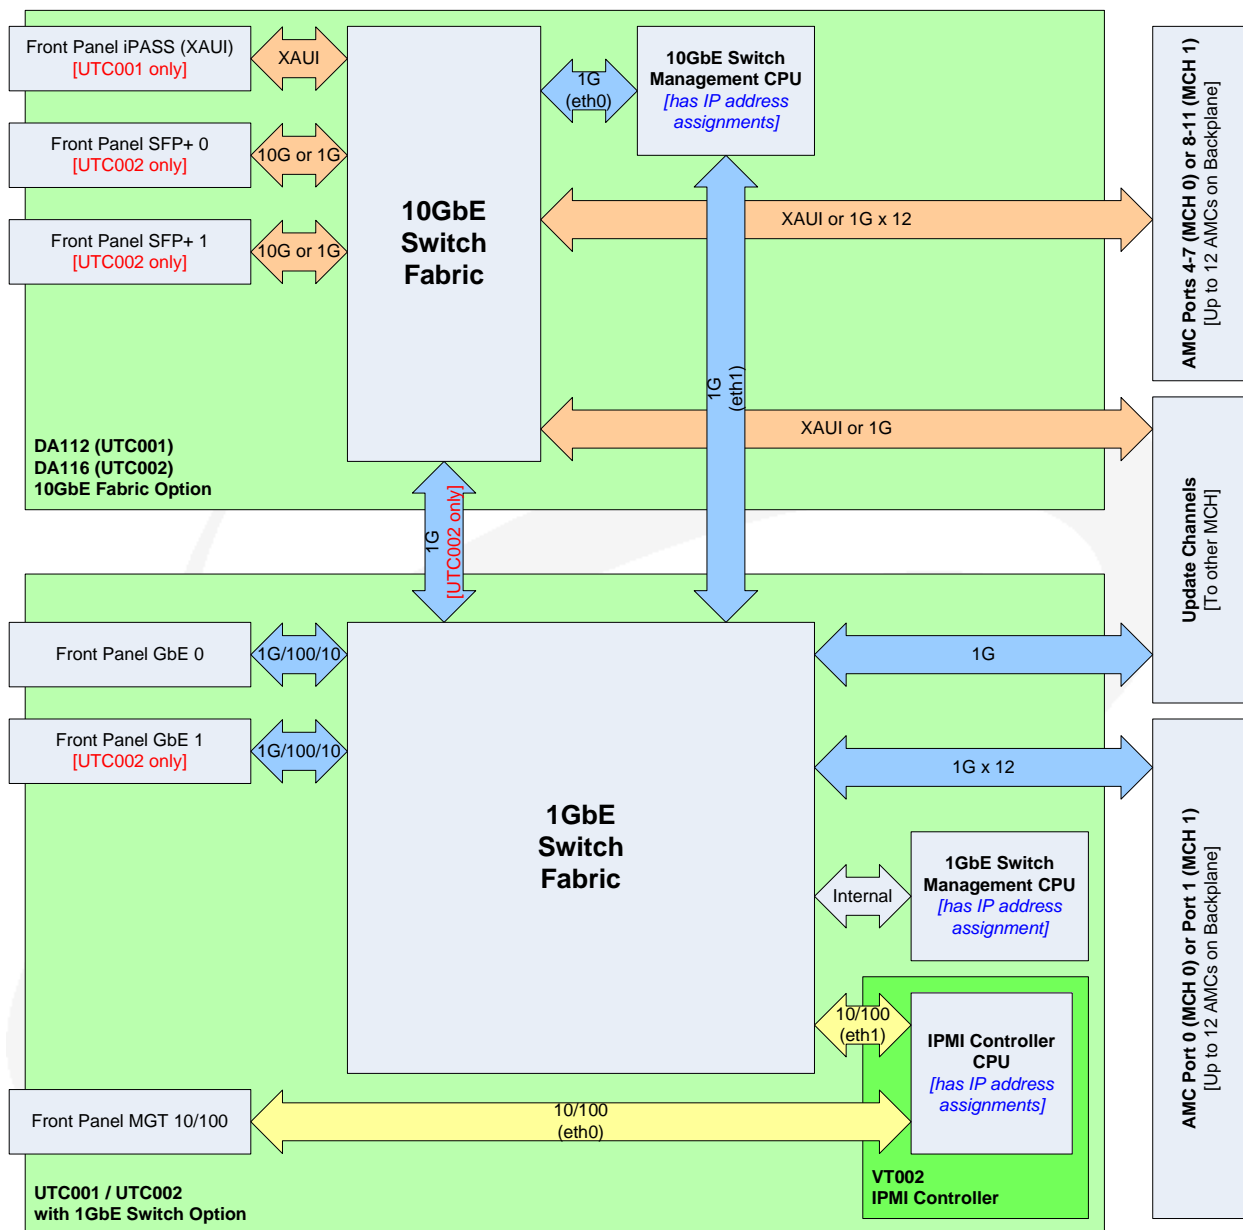 Front Panel iPASS (XAUI)
[UTC001 only]
XAUI
Front Panel SFP+ 0
[UTC002 only]
10G or 1G
Front Panel SFP+ 1
[UTC002 only]
10G or 1G
10GbE
Switch
Fabric
1G
(eth0)
10GbE Switch
Management CPU
[has IP address
assignments]
XAUI or 1G x 12
AMC Ports 4-7 (MCH 0) or 8-11 (MCH 1)
[Up to 12 AMCs on Backplane]
1G
(eth1)
XAUI or 1G
DA112 (UTC001)
DA116 (UTC002)
10GbE Fabric Option
1G
[UTC002 only]
Update Channels
[To other MCH]
Front Panel GbE 0
1G/100/10
Front Panel GbE 1
[UTC002 only]
1G/100/10
1GbE
Switch
Fabric
1G
1G x 12
AMC Port 0 (MCH 0) or Port 1 (MCH 1)
[Up to 12 AMCs on Backplane]
Internal
1GbE Switch
Management CPU
[has IP address
assignment]
10/100
(eth1)
IPMI Controller
CPU
[has IP address
assignments]
Front Panel MGT 10/100
10/100
(eth0)
VT002
IPMI Controller
UTC001 / UTC002
with 1GbE Switch Option